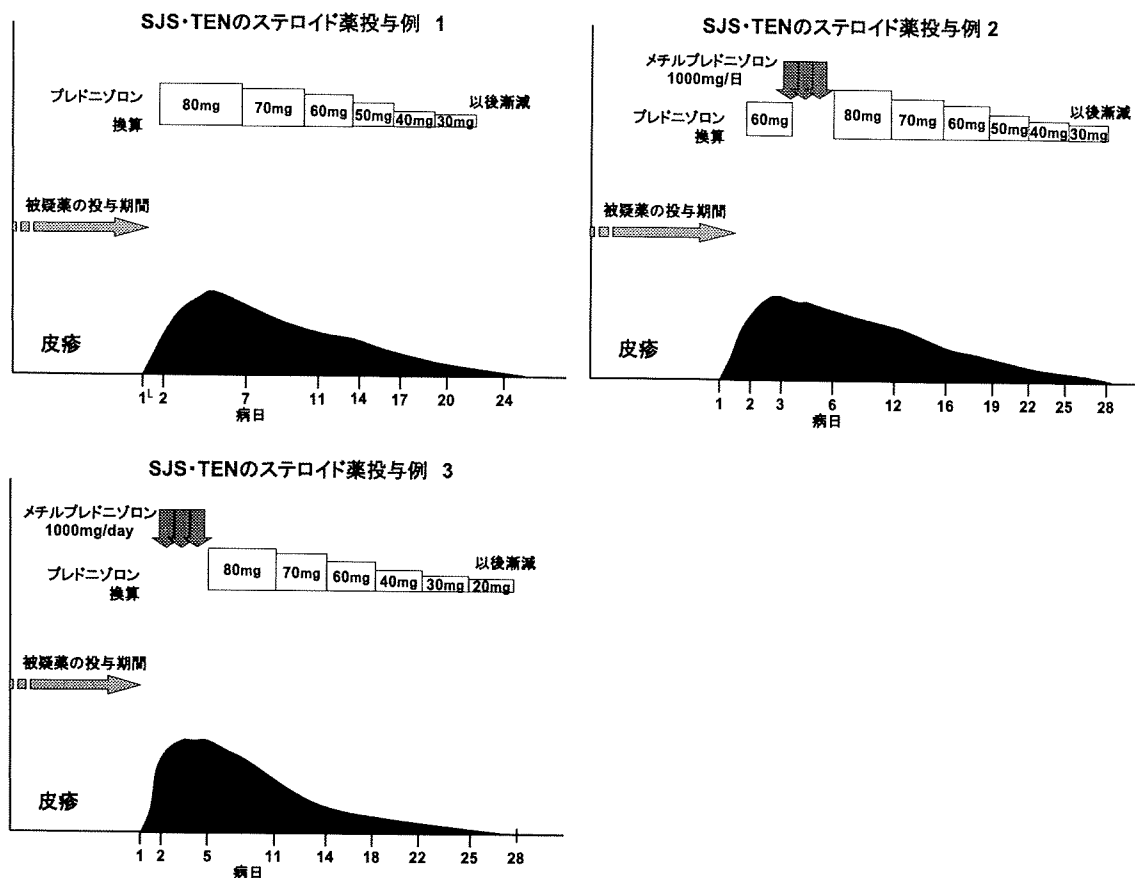 SJS・TENのステロイド薬投与例 1
プレドニゾロン
換算
80mg
70mg
60mg
50mg
40mg
30mg
以後漸減
被疑薬の投与期間
皮疹
1 2 7 11 14 17 20 24
病日
SJS・TENのステロイド薬投与例 2
メチルプレドニゾロン
1000mg/日
プレドニゾロン
換算
60mg
80mg
70mg
60mg
50mg
40mg
30mg
以後漸減
被疑薬の投与期間
皮疹
1 2 3 6 12 16 19 22 25 28
病日
SJS・TENのステロイド薬投与例 3
メチルプレドニゾロン
1000mg/day
プレドニゾロン
換算
80mg
70mg
60mg
40mg
30mg
20mg
以後漸減
被疑薬の投与期間
皮疹
1 2 5 11 14 18 22 25 28
病日